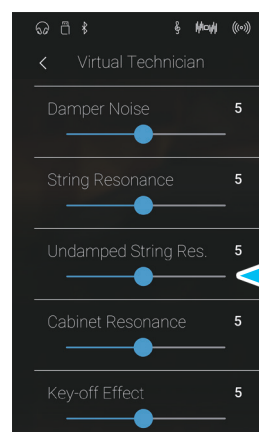 Virtual Technician
Damper Noise 5
String Resonance 5
Undamped String Res. 5
Cabinet Resonance 5
Key-off Effect 5